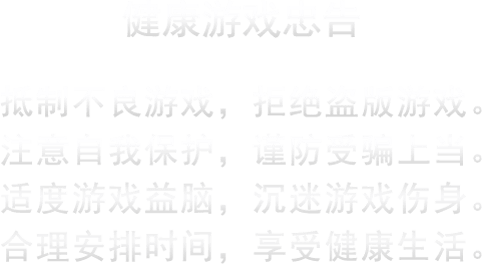 健康游戏忠告
抵制不良游戏，拒绝盗版游戏。
注意自我保护，谨防受骗上当。
适度游戏益脑，沉迷游戏伤身。
合理安排时间，享受健康生活。